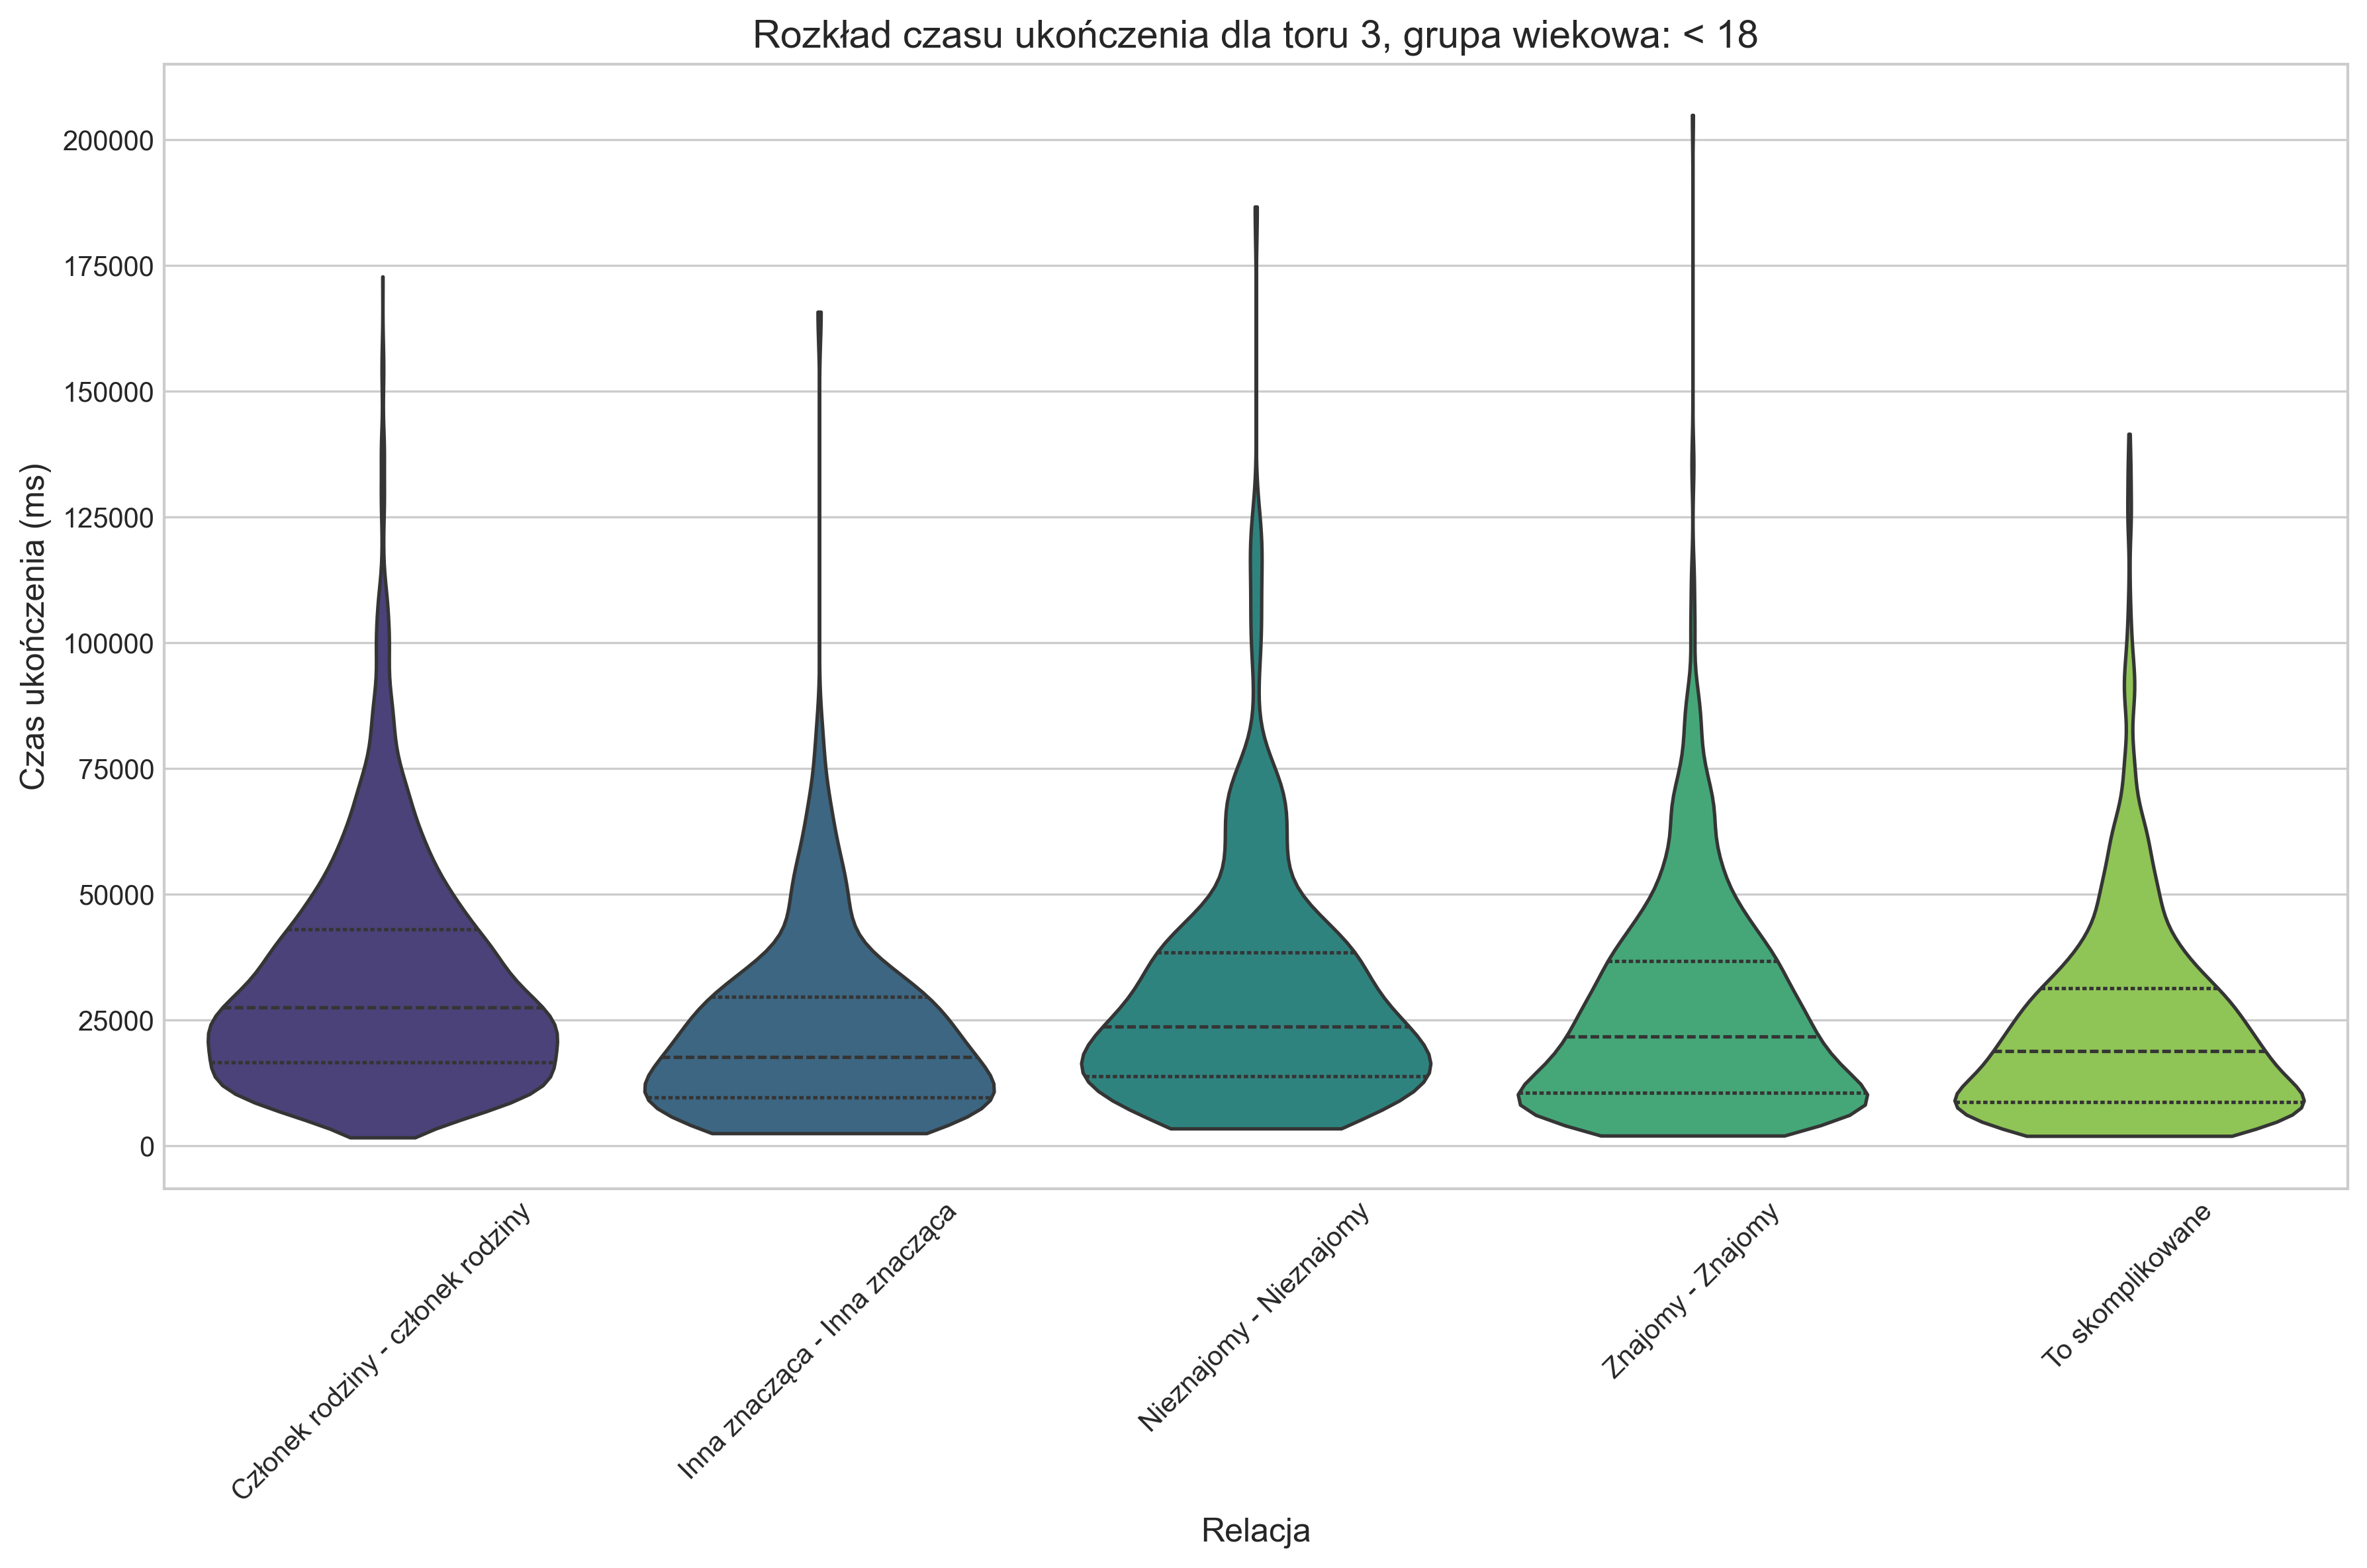 Rozkład czasu ukończenia dla toru 3, grupa wiekowa: < 18
Czas ukończenia (ms)
200000
175000
150000
125000
100000
75000
50000
25000
0
Członek rodziny - członek rodziny
Inna znacząca - Inna znacząca
Nieznajomy - Nieznajomy
Znajomy - Znajomy
To skomplikowane
Relacja